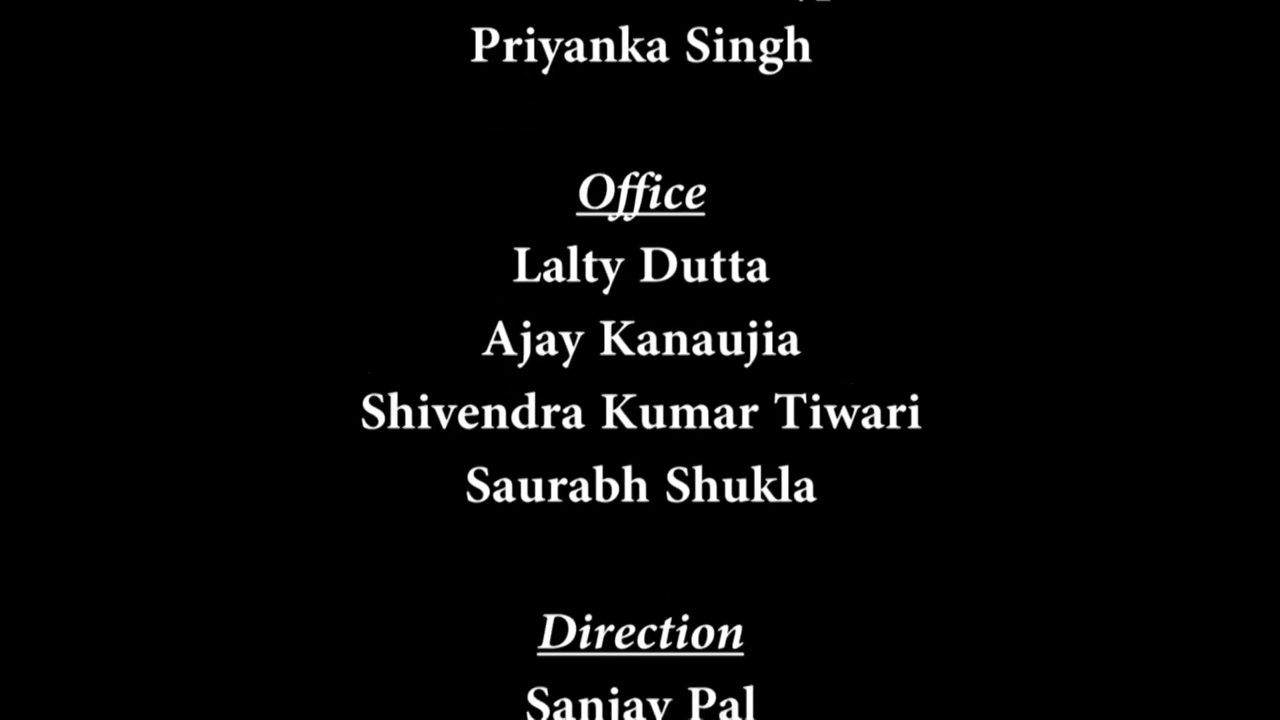 Priyanka Singh
Office
Lalty Dutta
Ajay Kanaujia
Shivendra Kumar Tiwari
Saurabh Shukla
Direction
Sanjay Pal